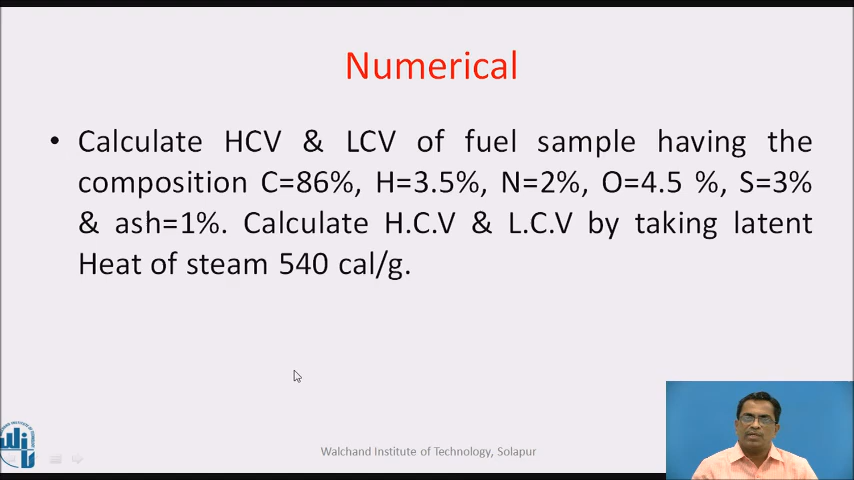 Numerical
• Calculate HCV & LCV of fuel sample having the
composition C=86%, H=3.5%, N=2%, O=4.5 %, S=3%
& ash=1%. Calculate H.C.V & L.C.V by taking latent
Heat of steam 540 cal/g.
Walchand Institute of Technology, Solapur